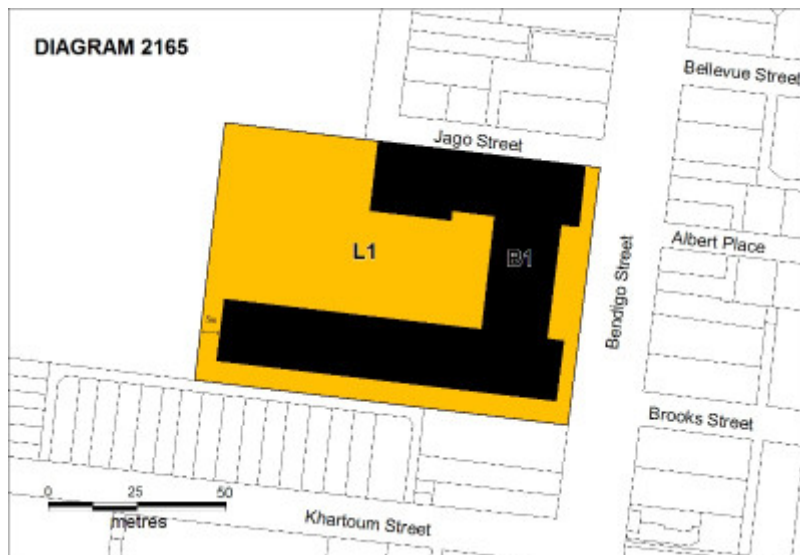 DIAGRAM 2165
Bellevue Street
Jago Street
L1
B1
Albert Place
Bendigo Street
Brooks Street
0 25 50
metres
Khartoum Street